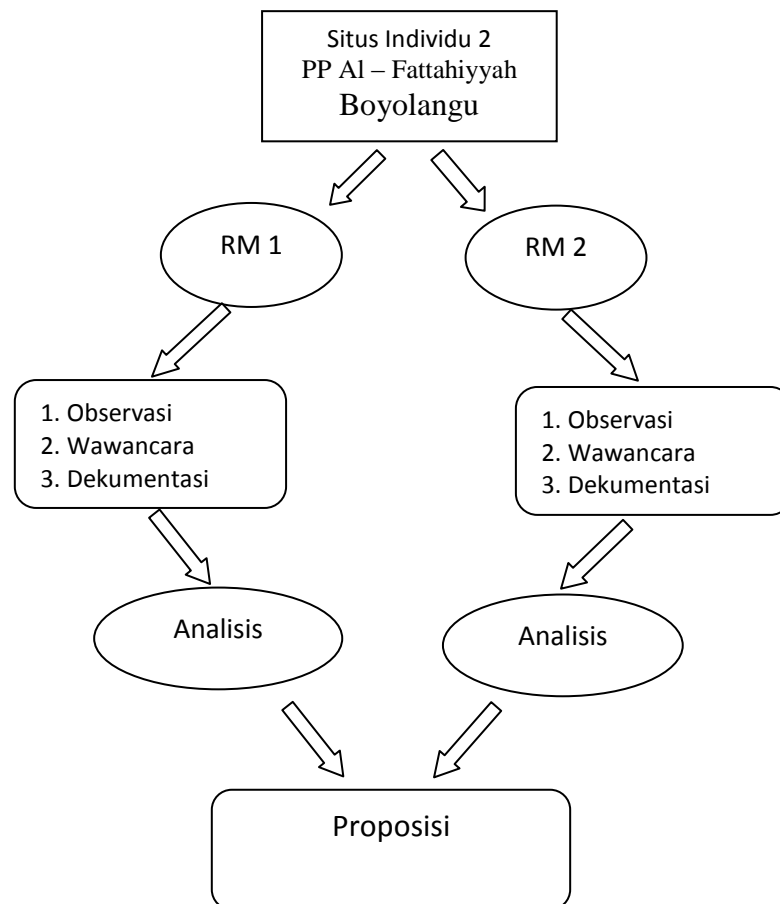 Situs Individu 2
PP Al – Fattahiyyah
Boyolangu
RM 1
RM 2
1. Observasi
2. Wawancara
3. Dekumentasi
1. Observasi
2. Wawancara
3. Dekumentasi
Analisis
Analisis
Proposisi